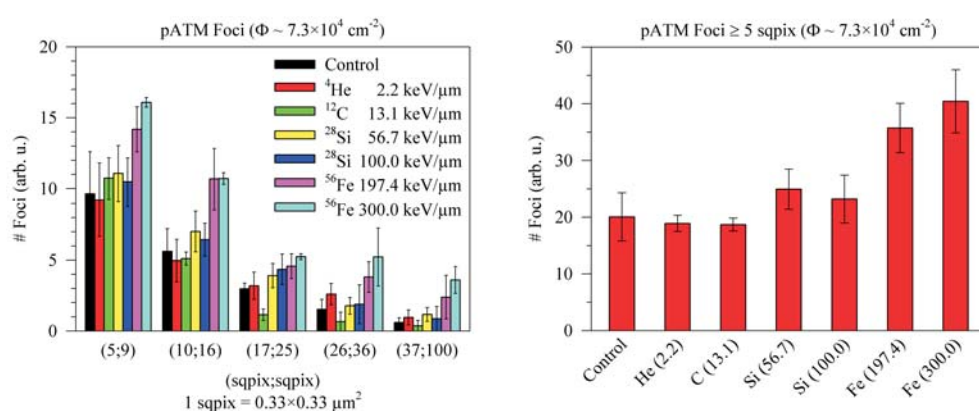 pATM Foci (Φ ~ 7.3×10⁴ cm⁻²)
# Foci (arb. u.)
20
15
10
5
0
Control
⁴He 2.2 keV/µm
¹²C 13.1 keV/µm
²⁸Si 56.7 keV/µm
²⁸Si 100.0 keV/µm
⁵⁶Fe 197.4 keV/µm
⁵⁶Fe 300.0 keV/µm
(5;9) (10;16) (17;25) (26;36) (37;100)
(sqpix;sqpix)
1 sqpix = 0.33×0.33 µm²
pATM Foci ≥ 5 sqpix (Φ ~ 7.3×10⁴ cm⁻²)
# Foci (arb. u.)
50
40
30
20
10
0
Control
He (2.2)
C (13.1)
Si (56.7)
Si (100.0)
Fe (197.4)
Fe (300.0)